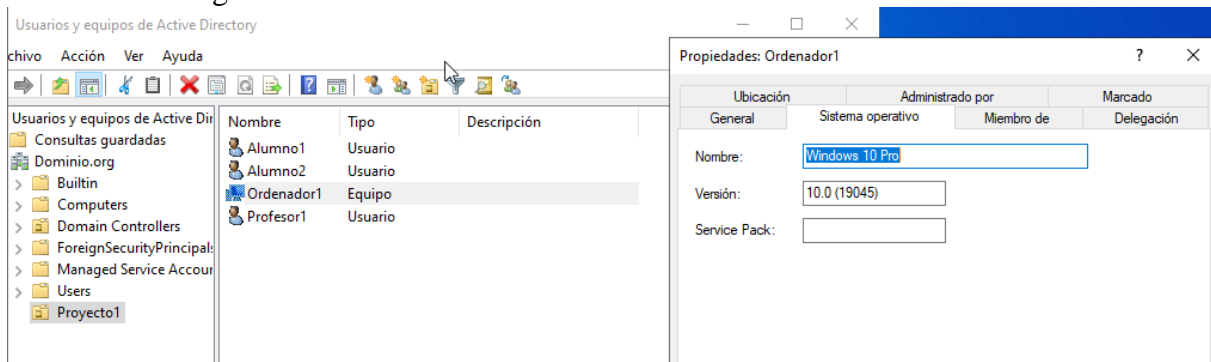 Usuarios y equipos de Active Directory
chivo Acción Ver Ayuda
Usuarios y equipos de Active Dir
Consultas guardadas
Dominio.org
Builtin
Computers
Domain Controllers
ForeignSecurityPrincipals
Managed Service Accour
Users
Proyecto1
Nombre Tipo Descripción
Alumno1 Usuario
Alumno2 Usuario
Ordenador1 Equipo
Profesor1 Usuario
Propiedades: Ordenador1 ? X
Ubicación Administrado por Marcado
General Sistema operativo Miembro de Delegación
Nombre: Windows 10 Pro
Versión: 10.0 (19045)
Service Pack: